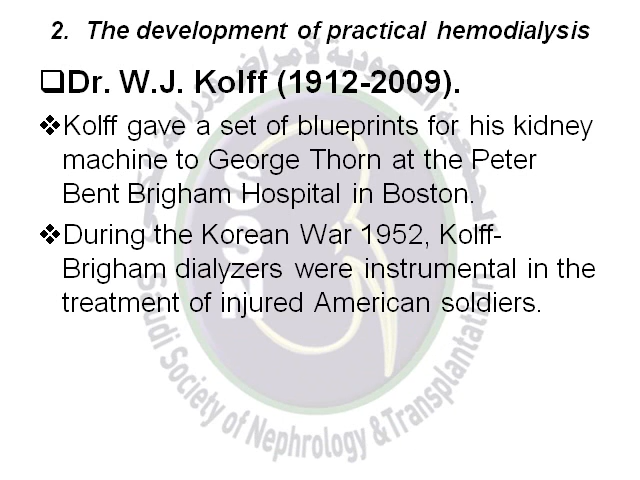 2. The development of practical hemodialysis
❑Dr. W.J. Kolff (1912-2009).
❖Kolff gave a set of blueprints for his kidney
machine to George Thorn at the Peter
Bent Brigham Hospital in Boston.
❖During the Korean War 1952, Kolff-
Brigham dialyzers were instrumental in the
treatment of injured American soldiers.
Saudi Society of Nephrology &Transplantation